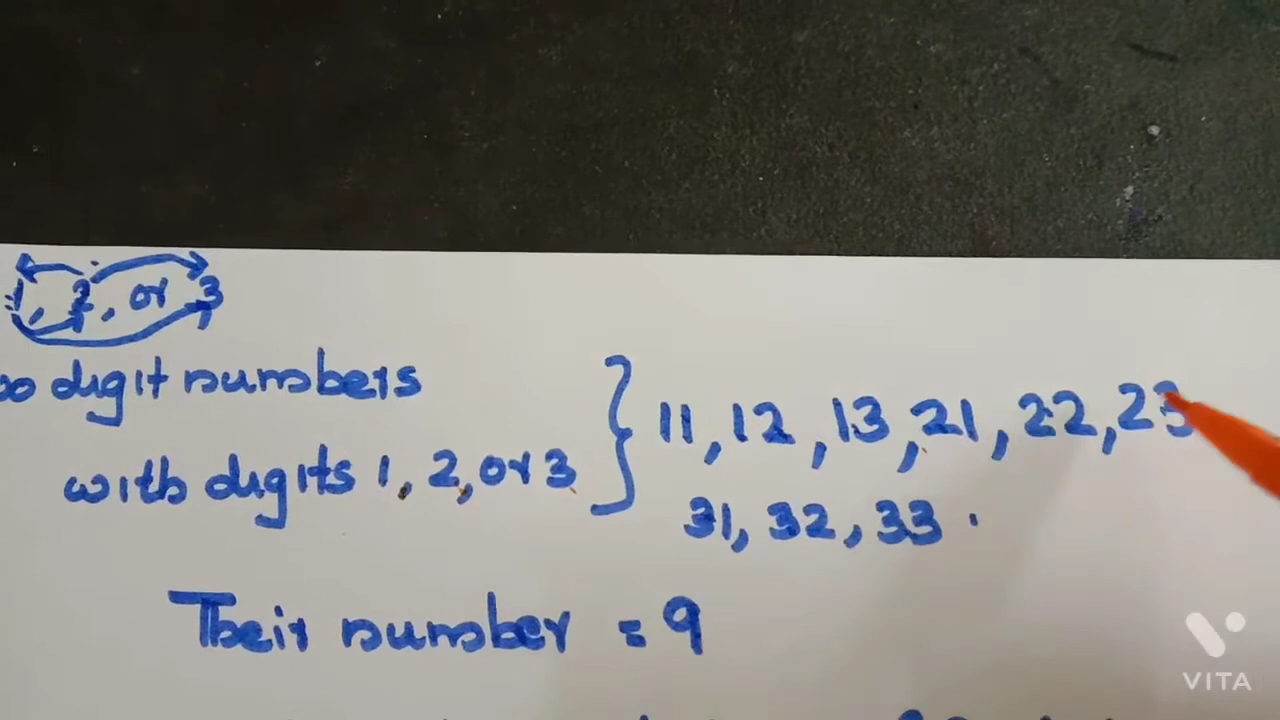 1, 2, or 3
digit numbers
with digits 1, 2, or 3 } 11, 12, 13, 21, 22, 23
31, 32, 33.
Their number = 9
VITA